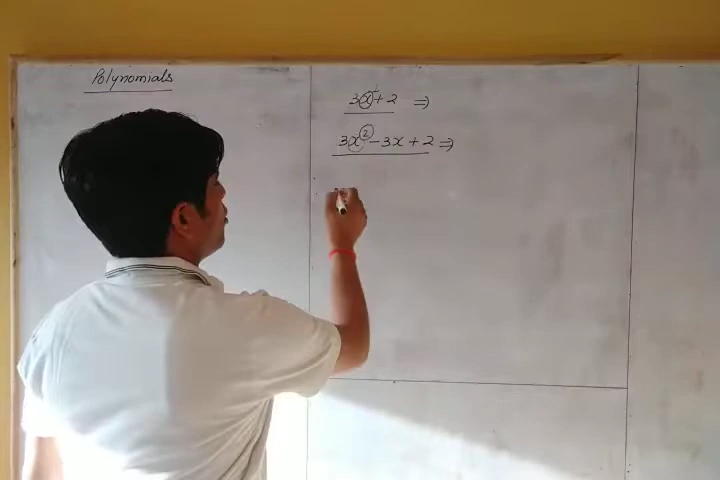 Polynomials
3x + 2 ⇒
3x² - 3x + 2 ⇒